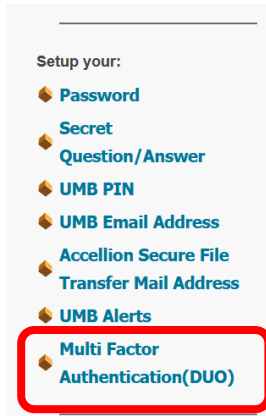 Setup your:
Password
Secret
Question/Answer
UMB PIN
UMB Email Address
Accellion Secure File
Transfer Mail Address
UMB Alerts
Multi Factor
Authentication(DUO)